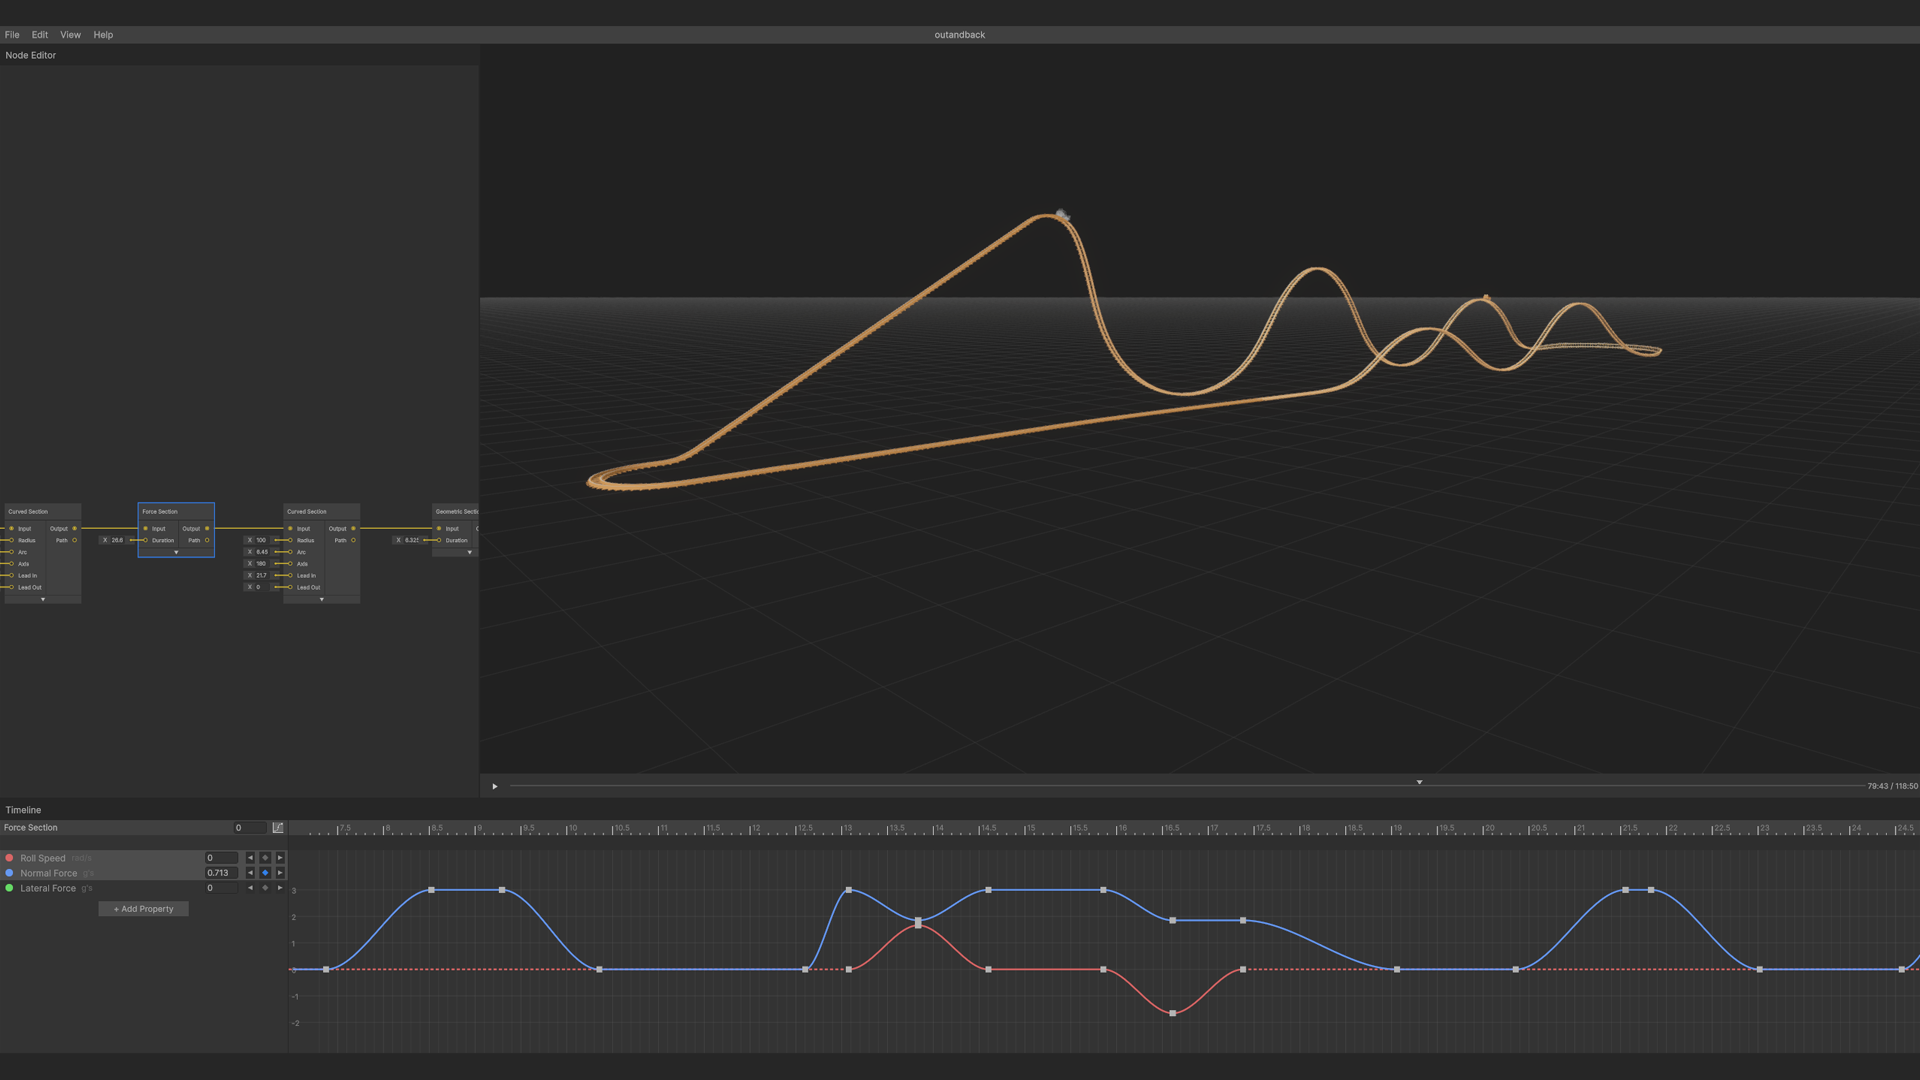 File Edit View Help outandback
Node Editor
Curved Section Force Section Curved Section Geometric Sectio
Input Output Input Output Input Output Input
Radius Path X 26.6 Duration Path X 100 Radius Path X 6.325 Duration
Arc X 6.45 Arc
Axis X 180 Axis
Lead In X 21.7 Lead In
Lead Out X 0 Lead Out
79:43 / 118:50
Timeline
Force Section 0 7.5 8 8.5 9 9.5 10 10.5 11 11.5 12 12.5 13 13.5 14 14.5 15 15.5 16 16.5 17 17.5 18 18.5 19 19.5 20 20.5 21 21.5 22 22.5 23 23.5 24 24.5
Roll Speed rad/s 0
Normal Force g's 0.713
Lateral Force g's 0
+ Add Property
3
2
1
-1
-2